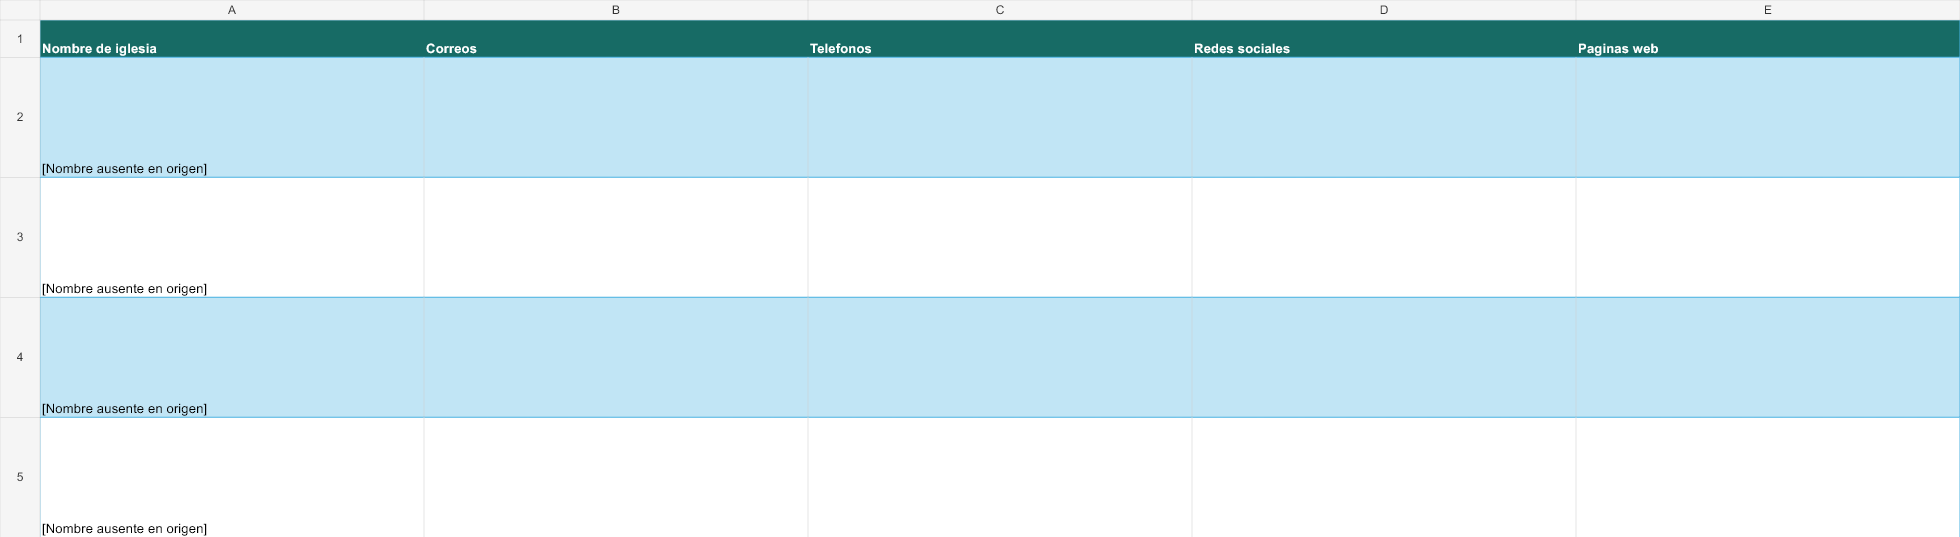 A B C D E
1 Nombre de iglesia Correos Telefonos Redes sociales Paginas web
2 [Nombre ausente en origen]
3 [Nombre ausente en origen]
4 [Nombre ausente en origen]
5 [Nombre ausente en origen]